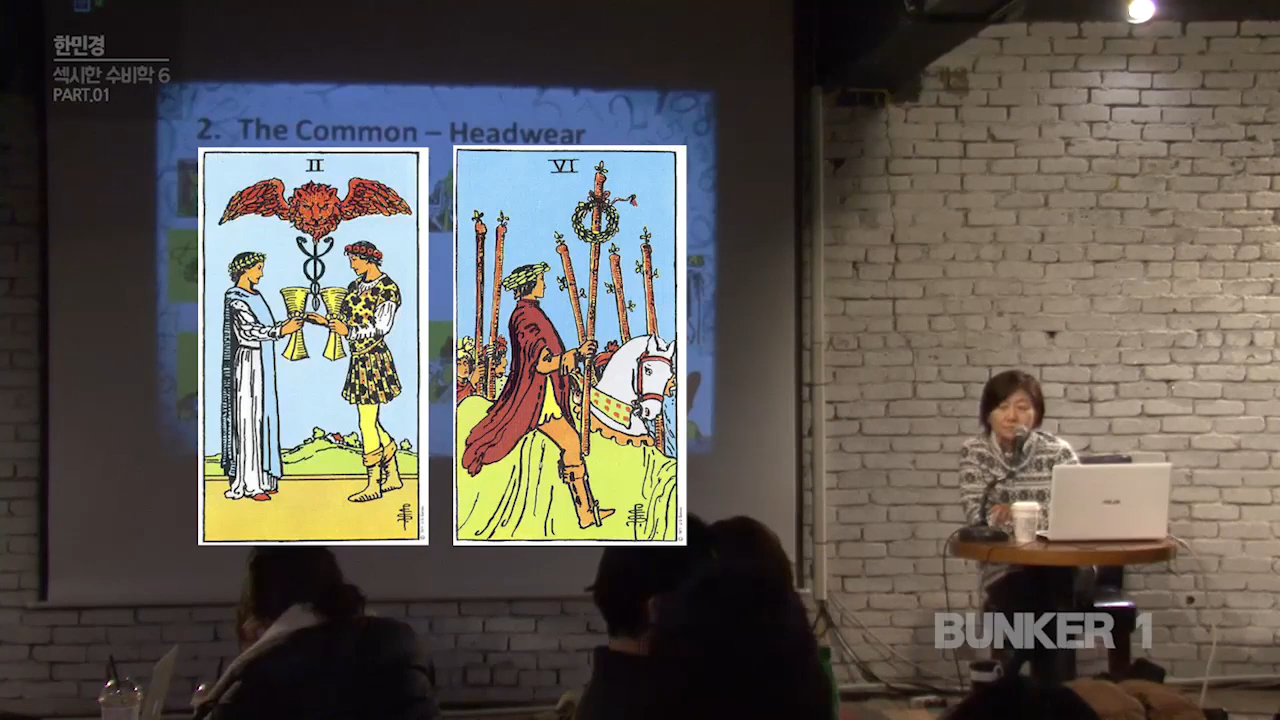 한민경
섹시한 수비학 6
PART.01
2. The Common – Headwear
II
VI
ASUS
BUNKER 1